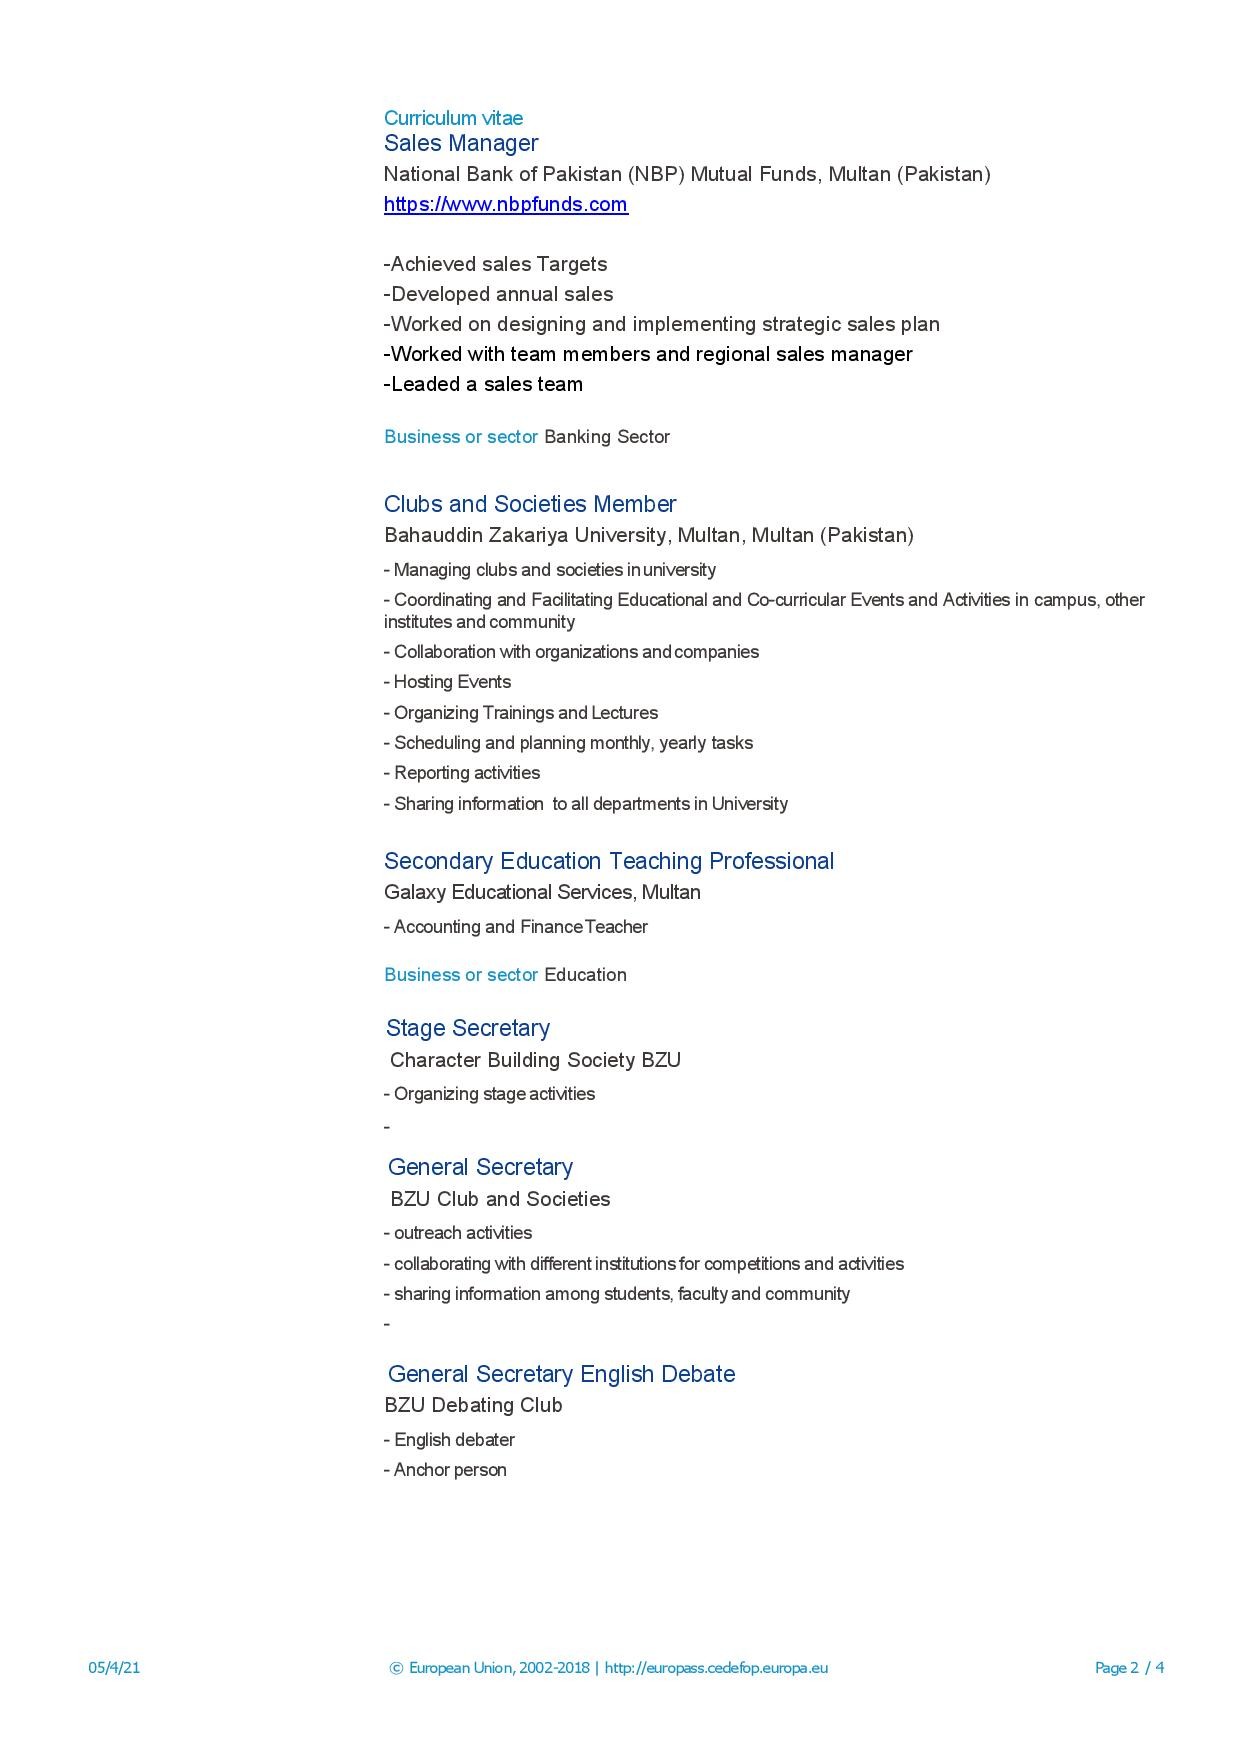 Curriculum vitae
Sales Manager
National Bank of Pakistan (NBP) Mutual Funds, Multan (Pakistan)
https://www.nbpfunds.com
-Achieved sales Targets
-Developed annual sales
-Worked on designing and implementing strategic sales plan
-Worked with team members and regional sales manager
-Leaded a sales team
Business or sector Banking Sector
Clubs and Societies Member
Bahauddin Zakariya University, Multan, Multan (Pakistan)
- Managing clubs and societies in university
- Coordinating and Facilitating Educational and Co-curricular Events and Activities in campus, other
institutes and community
- Collaboration with organizations and companies
- Hosting Events
- Organizing Trainings and Lectures
- Scheduling and planning monthly, yearly tasks
- Reporting activities
- Sharing information to all departments in University
Secondary Education Teaching Professional
Galaxy Educational Services, Multan
- Accounting and Finance Teacher
Business or sector Education
Stage Secretary
Character Building Society BZU
- Organizing stage activities
-
General Secretary
BZU Club and Societies
- outreach activities
- collaborating with different institutions for competitions and activities
- sharing information among students, faculty and community
-
General Secretary English Debate
BZU Debating Club
- English debater
- Anchor person
05/4/21 © European Union, 2002-2018 | http://europass.cedefop.europa.eu Page 2 / 4